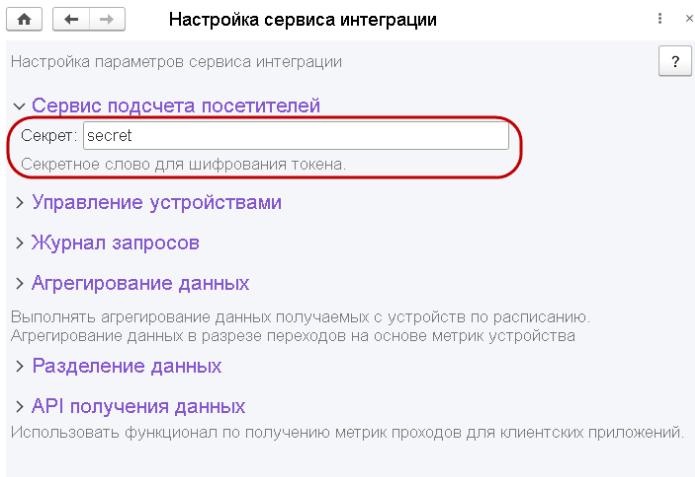 Настройка сервиса интеграции
Настройка параметров сервиса интеграции
?
Сервис подсчета посетителей
Секрет: secret
Секретное слово для шифрования токена.
Управление устройствами
Журнал запросов
Агрегирование данных
Выполнять агрегирование данных получаемых с устройств по расписанию.
Агрегирование данных в разрезе переходов на основе метрик устройства
Разделение данных
API получения данных
Использовать функционал по получению метрик проходов для клиентских приложений.